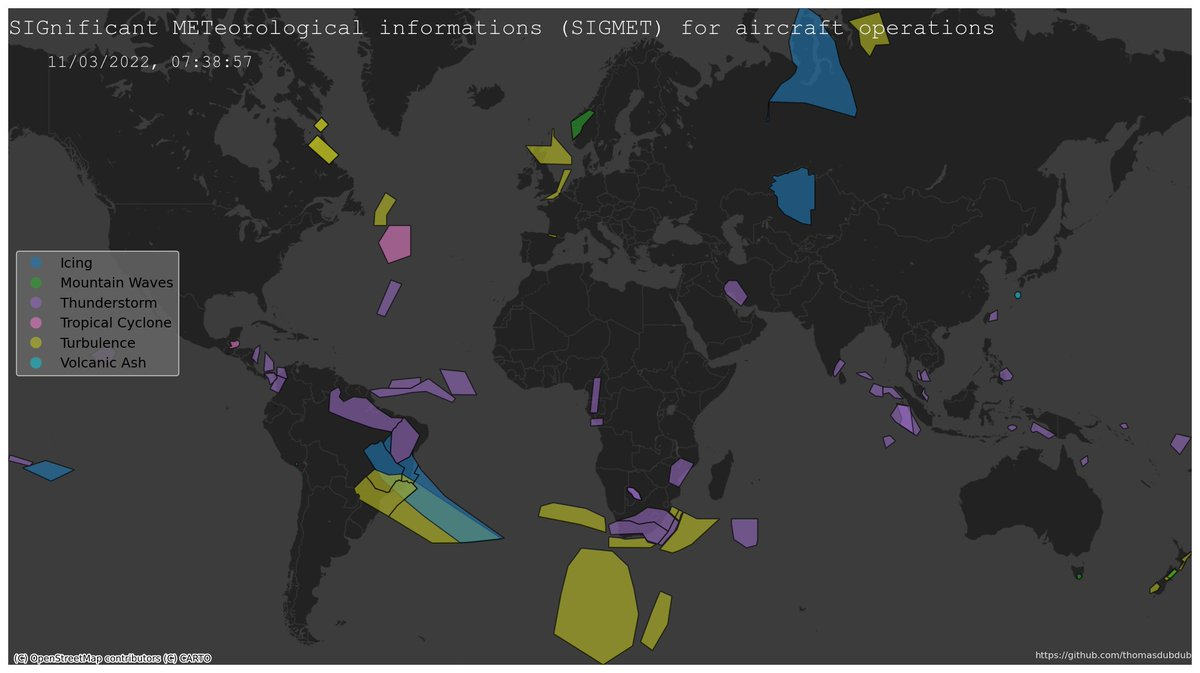 SIGnificant METeorological informations (SIGMET) for aircraft operations
11/03/2022, 07:38:57
Icing
Mountain Waves
Thunderstorm
Tropical Cyclone
Turbulence
Volcanic Ash
(C) OpenStreetMap contributors (C) CARTO
https://github.com/thomasdubdub